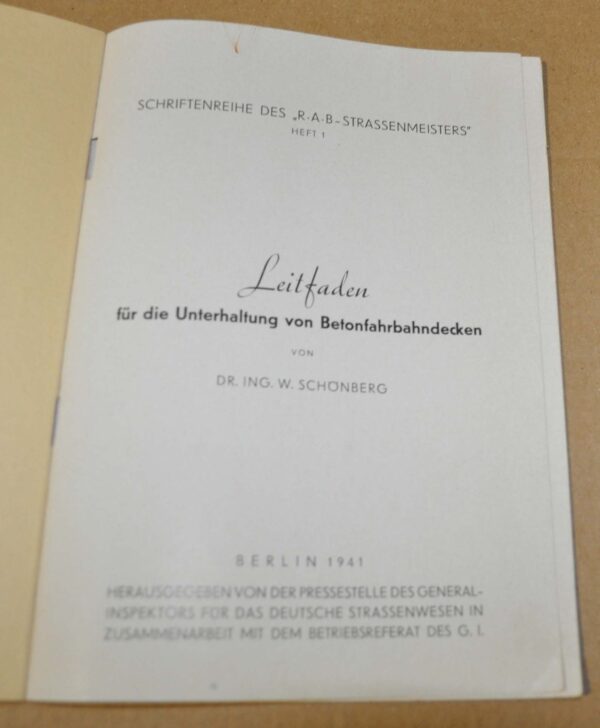 SCHRIFTENREIHE DES „R·A·B-STRASSENMEISTERS"
HEFT 1
Leitfaden
für die Unterhaltung von Betonfahrbahndecken
VON
DR. ING. W. SCHÖNBERG
BERLIN 1941
HERAUSGEGEBEN VON DER PRESSESTELLE DES GENERAL-
INSPEKTORS FÜR DAS DEUTSCHE STRASSENWESEN IN
ZUSAMMENARBEIT MIT DEM BETRIEBSREFERAT DES G. I.